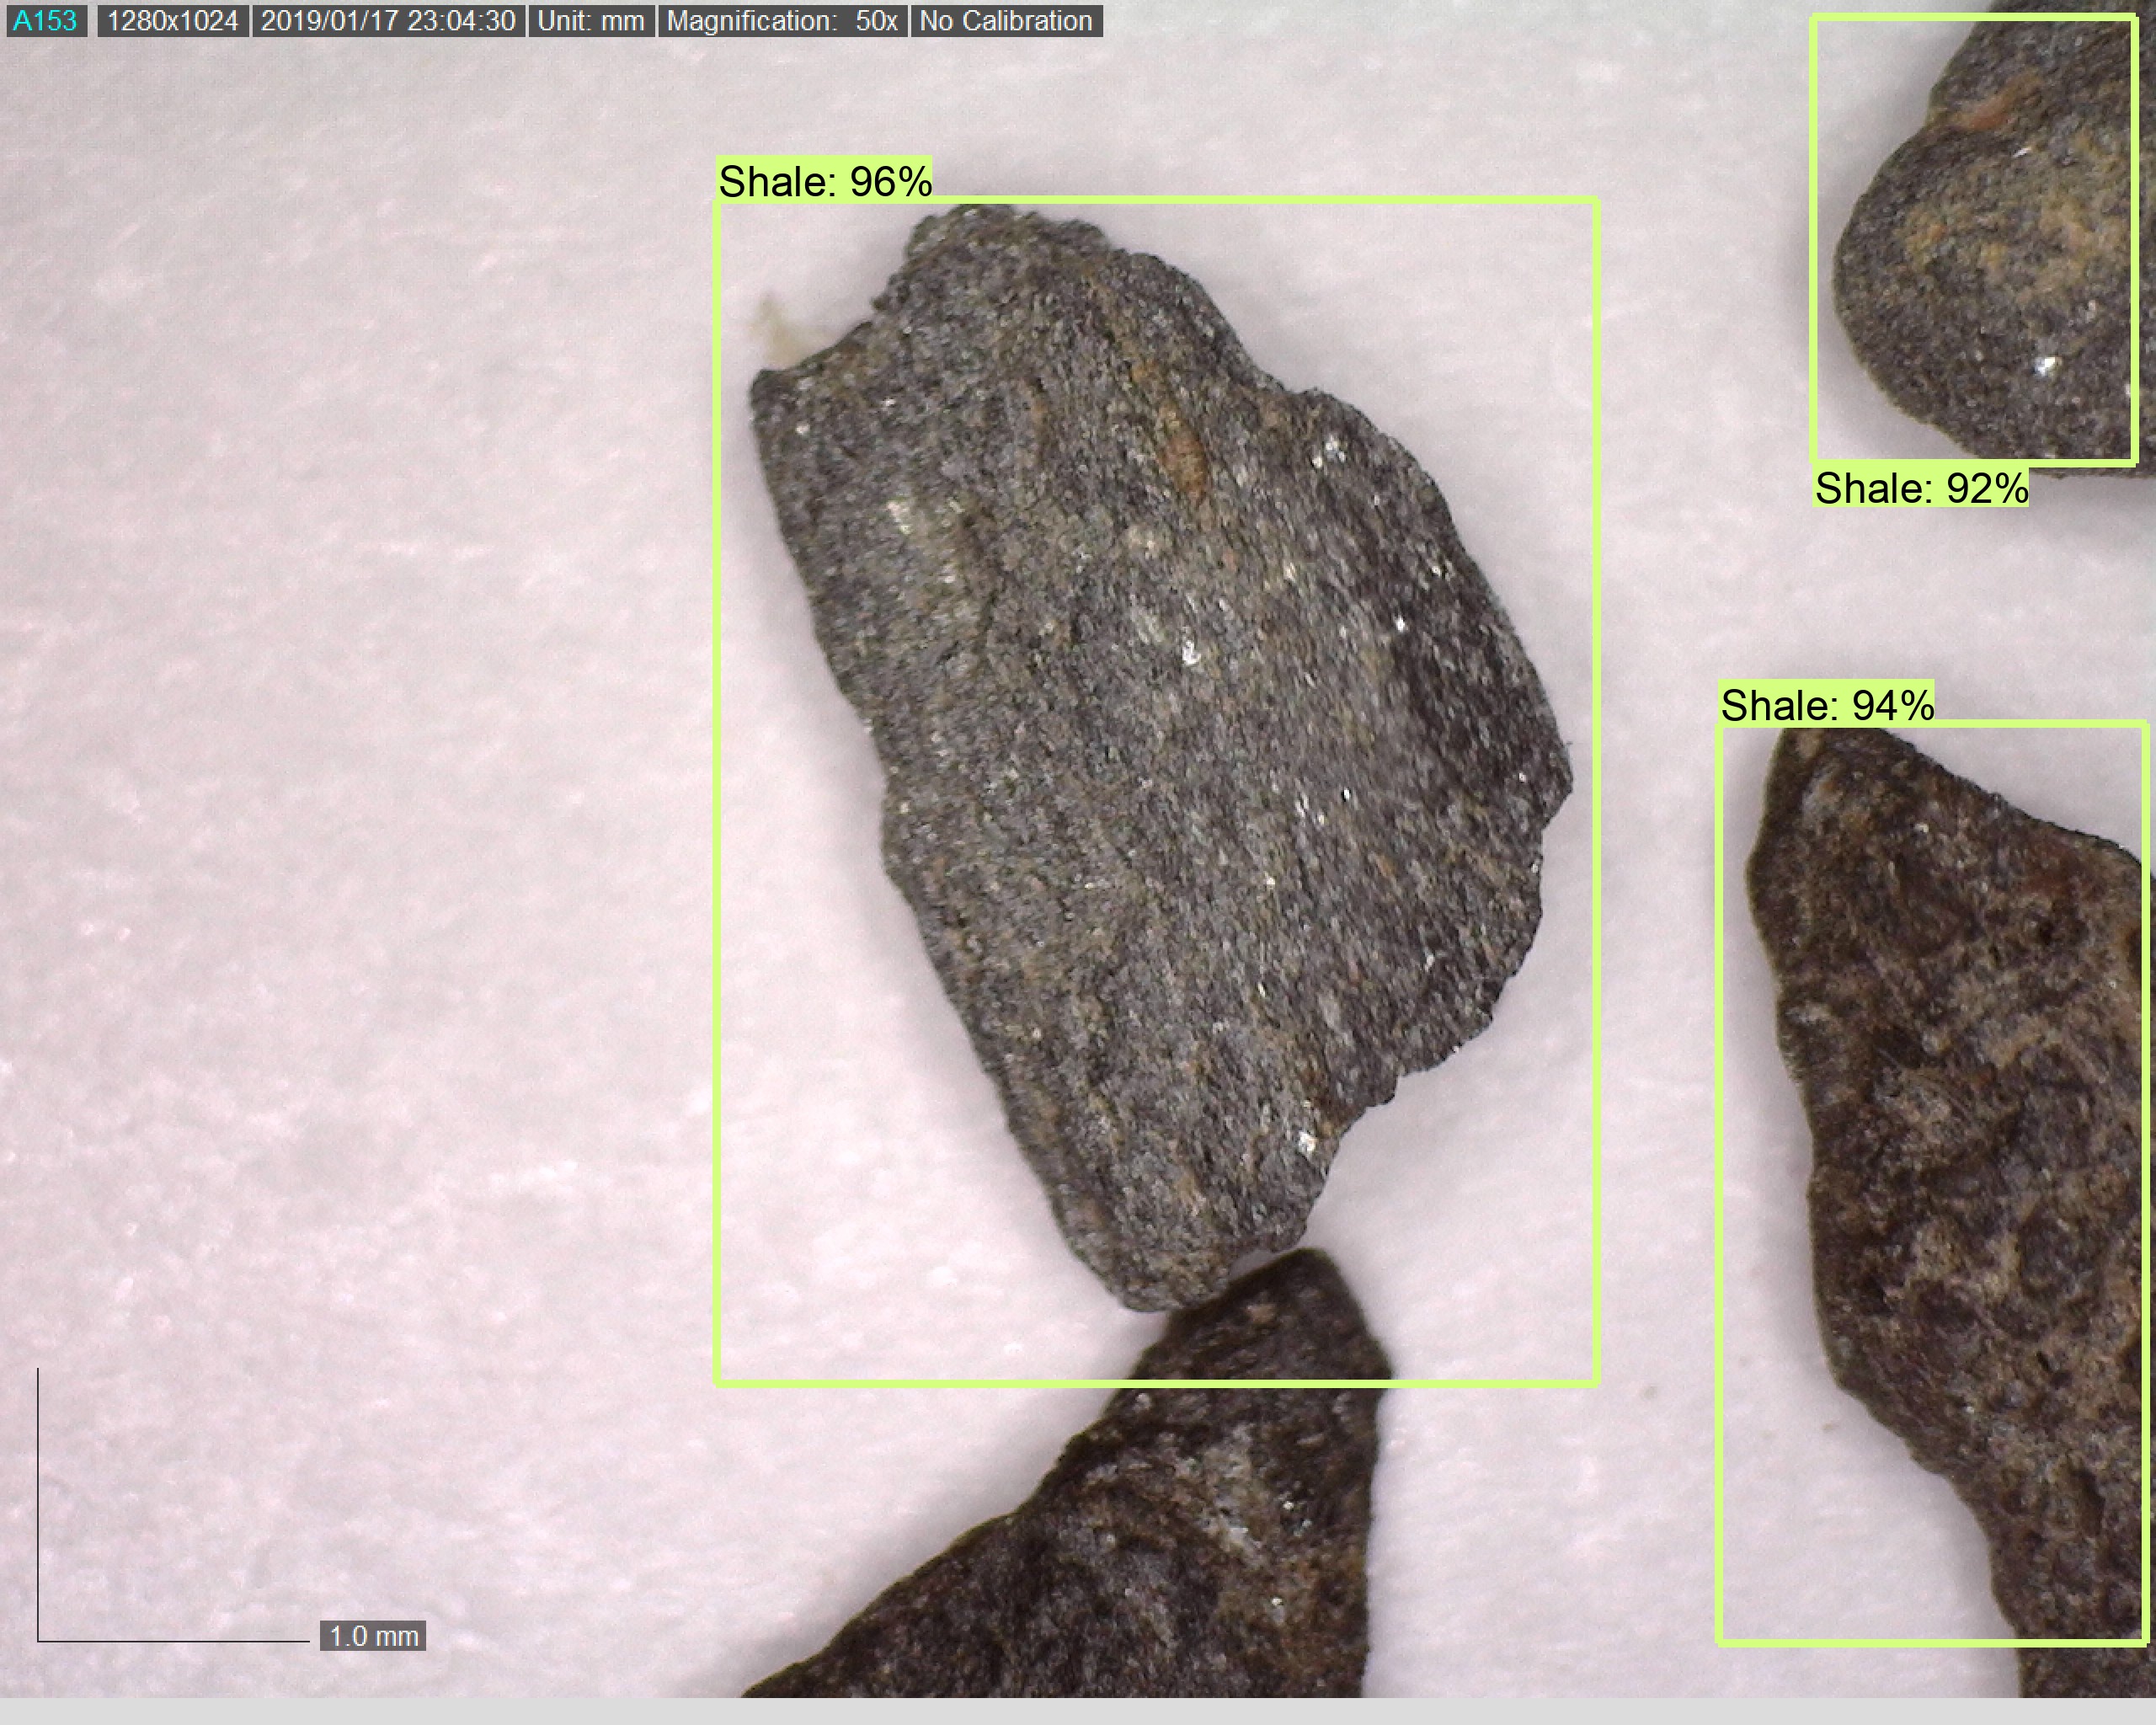 A153 1280x1024 2019/01/17 23:04:30 Unit: mm Magnification: 50x No Calibration
Shale: 96%
Shale: 92%
Shale: 94%
1.0 mm